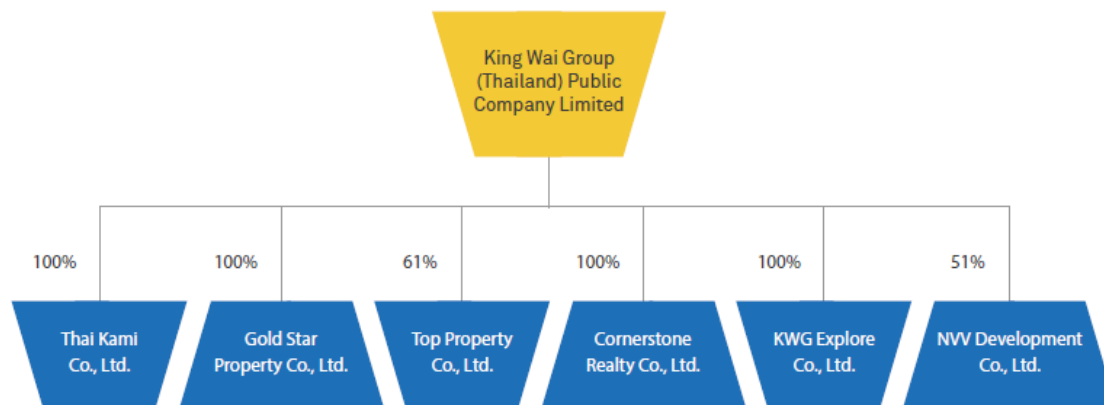 King Wai Group
(Thailand) Public
Company Limited
100%
100%
61%
100%
100%
51%
Thai Kami
Co., Ltd.
Gold Star
Property Co., Ltd.
Top Property
Co., Ltd.
Cornerstone
Realty Co., Ltd.
KWG Explore
Co., Ltd.
NVV Development
Co., Ltd.